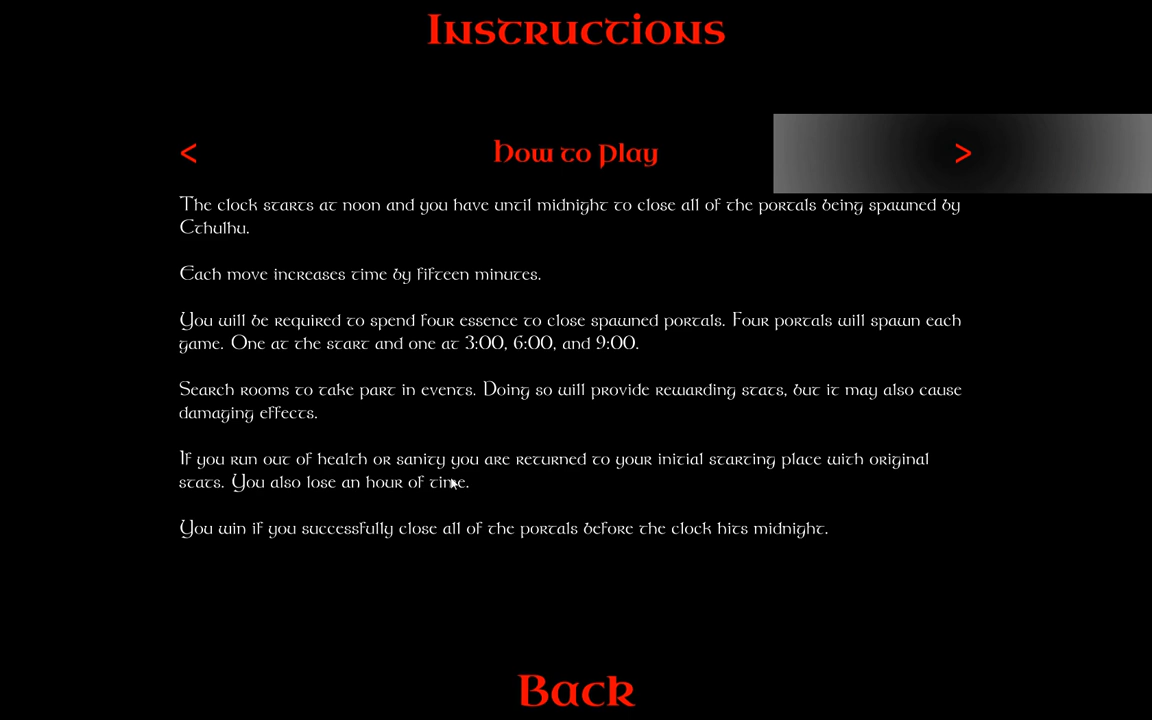 Instructions
< How to Play >
The clock starts at noon and you have until midnight to close all of the portals being spawned by
Cthulhu.
Each move increases time by fifteen minutes.
You will be required to spend four essence to close spawned portals. Four portals will spawn each
game. One at the start and one at 3:00, 6:00, and 9:00.
Search rooms to take part in events. Doing so will provide rewarding stats, but it may also cause
damaging effects.
If you run out of health or sanity you are returned to your initial starting place with original
stats. You also lose an hour of time.
You win if you successfully close all of the portals before the clock hits midnight.
Back